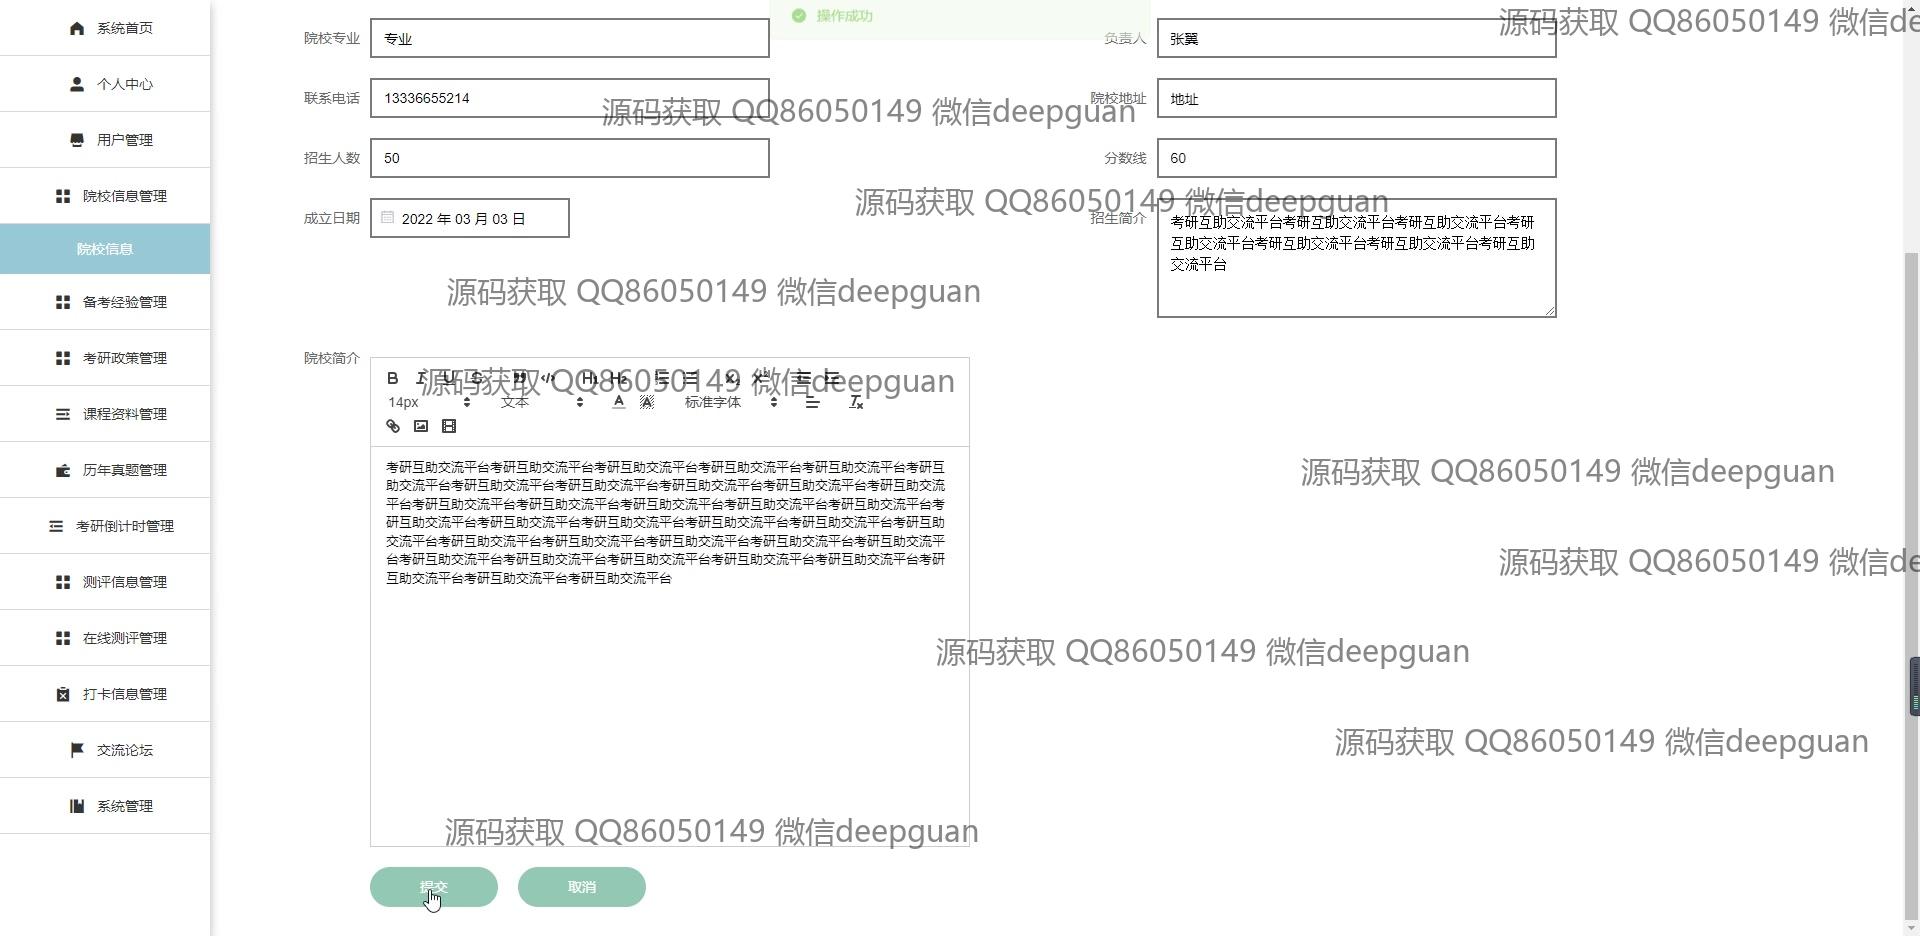 系统首页
个人中心
用户管理
院校信息管理
院校信息
备考经验管理
考研政策管理
课程资料管理
历年真题管理
考研倒计时管理
测评信息管理
在线测评管理
打卡信息管理
交流论坛
系统管理
操作成功
院校专业 专业
负责人 张翼
联系电话 13336655214
院校地址 地址
招生人数 50
分数线 60
成立日期 2022 年 03 月 03 日
招生简介
考研互助交流平台考研互助交流平台考研互助交流平台考研
互助交流平台考研互助交流平台考研互助交流平台考研互助
交流平台
院校简介
14px 文本 标准字体
考研互助交流平台考研互助交流平台考研互助交流平台考研互助交流平台考研互助交流平台考研互
助交流平台考研互助交流平台考研互助交流平台考研互助交流平台考研互助交流平台考研互助交流
平台考研互助交流平台考研互助交流平台考研互助交流平台考研互助交流平台考研互助交流平台考
研互助交流平台考研互助交流平台考研互助交流平台考研互助交流平台考研互助交流平台考研互助
交流平台考研互助交流平台考研互助交流平台考研互助交流平台考研互助交流平台考研互助交流平
台考研互助交流平台考研互助交流平台考研互助交流平台考研互助交流平台考研互助交流平台考研
互助交流平台考研互助交流平台考研互助交流平台
提交 取消
源码获取 QQ86050149 微信de
源码获取 QQ86050149 微信deepguan
源码获取 QQ86050149 微信deepguan
源码获取 QQ86050149 微信deepguan
源码获取 QQ86050149 微信deepguan
源码获取 QQ86050149 微信deepguan
源码获取 QQ86050149 微信de
源码获取 QQ86050149 微信deepguan
源码获取 QQ86050149 微信deepguan
源码获取 QQ86050149 微信deepguan